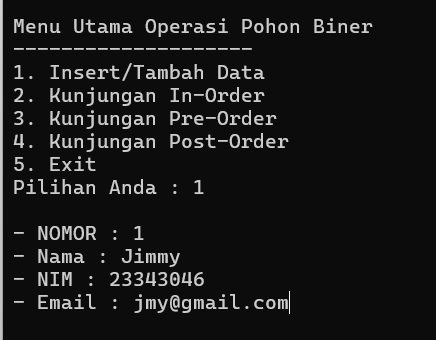 Menu Utama Operasi Pohon Biner
--------------------
1. Insert/Tambah Data
2. Kunjungan In-Order
3. Kunjungan Pre-Order
4. Kunjungan Post-Order
5. Exit
Pilihan Anda : 1
- NOMOR : 1
- Nama : Jimmy
- NIM : 23343046
- Email : jmy@gmail.com